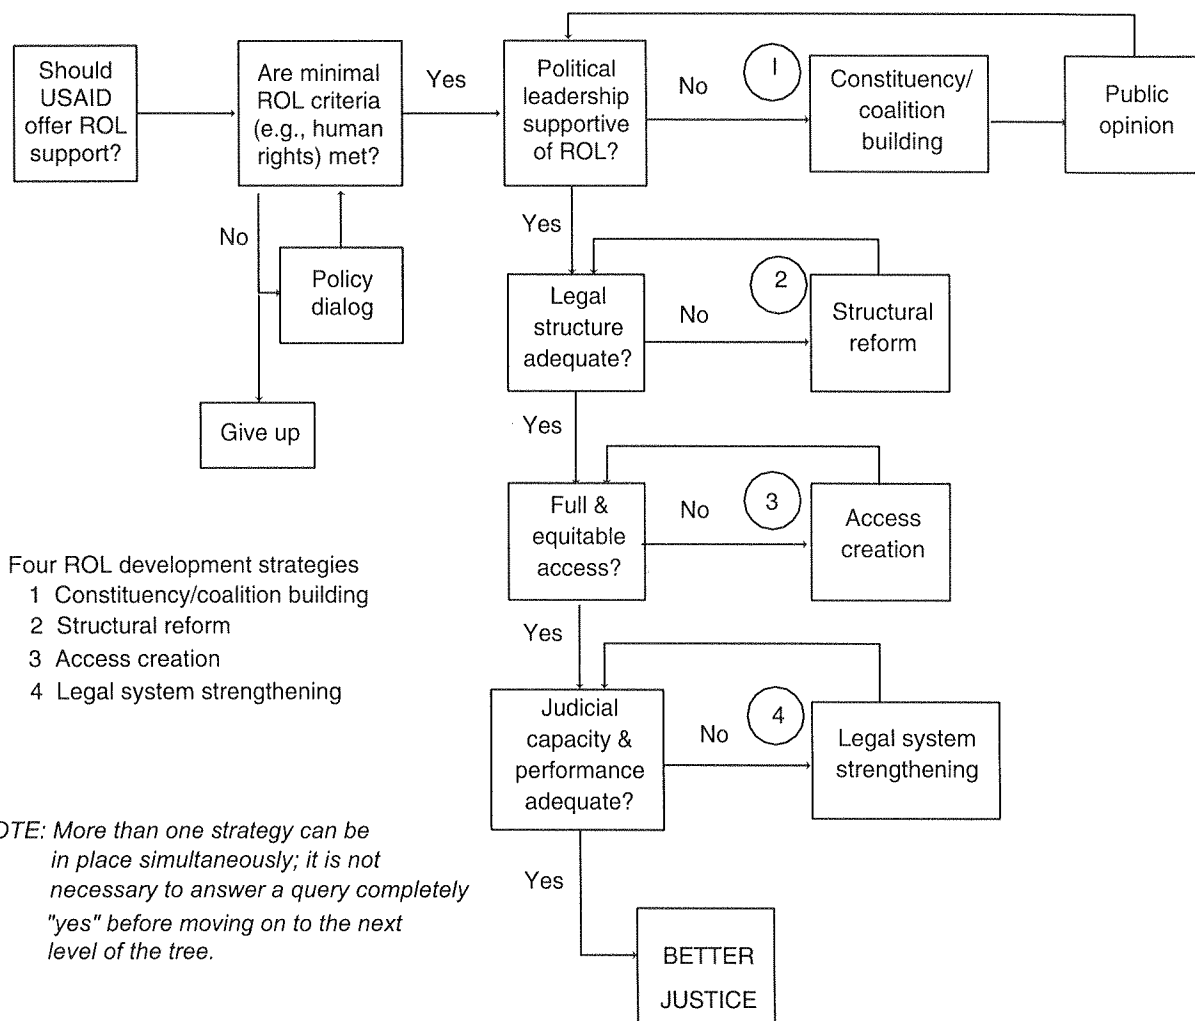 Should
USAID
offer ROL
support?
Are minimal
ROL criteria
(e.g., human
rights) met?
Yes
Political
leadership
supportive
of ROL?
No
1
Constituency/
coalition
building
Public
opinion
No
Policy
dialog
Give up
Yes
Legal
structure
adequate?
No
2
Structural
reform
Yes
Full &
equitable
access?
No
3
Access
creation
Four ROL development strategies
1 Constituency/coalition building
2 Structural reform
3 Access creation
4 Legal system strengthening
Yes
Judicial
capacity &
performance
adequate?
No
4
Legal system
strengthening
OTE: More than one strategy can be
in place simultaneously; it is not
necessary to answer a query completely
"yes" before moving on to the next
level of the tree.
Yes
BETTER
JUSTICE